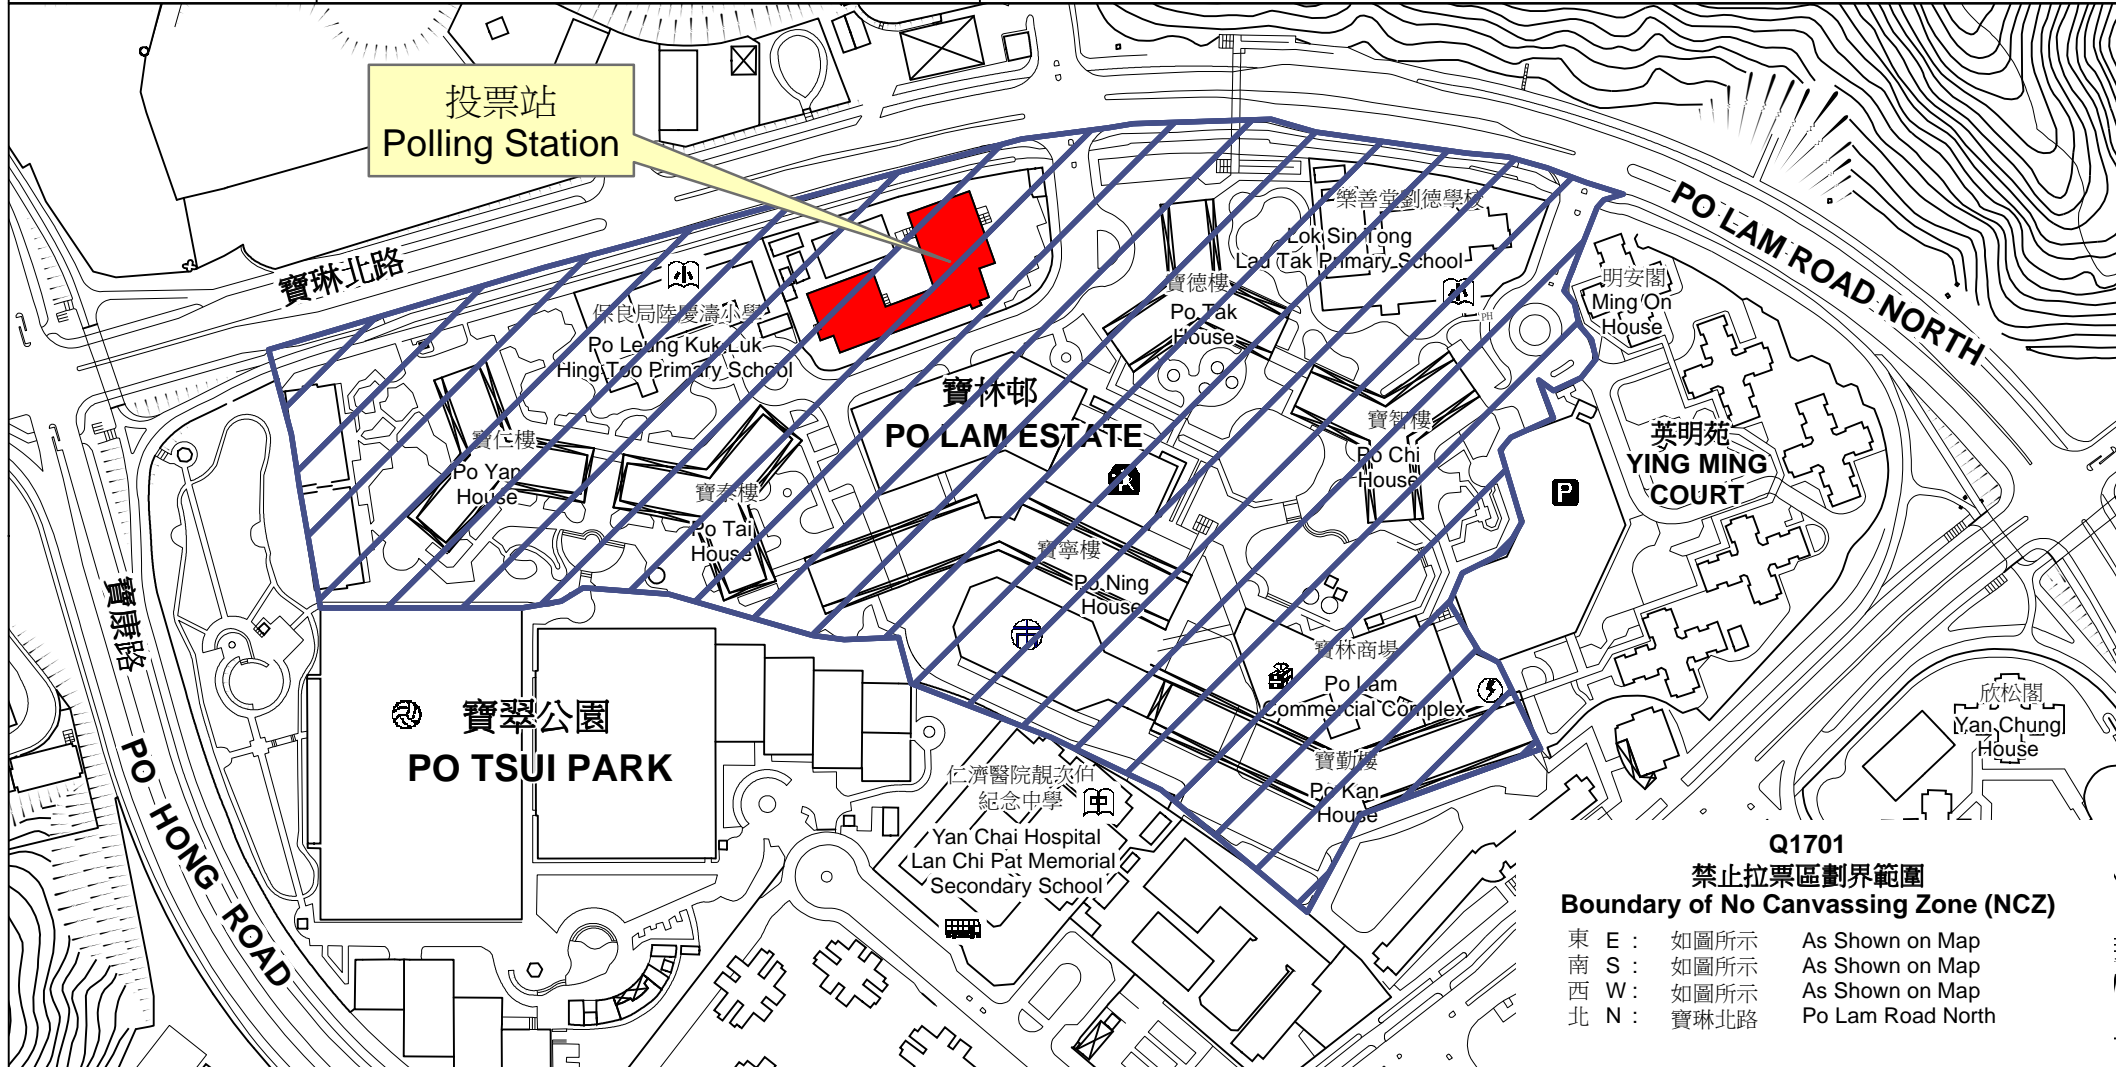 投票站
Polling Station
寶琳北路
PO LAM ROAD NORTH
樂善堂劉德學校
Lok Sin Tong
Lau Tak Primary School
保良局陸慶濤小學
Po Leung Kuk Luk
Hing Too Primary School
寶德樓
Po Tak
House
明安閣
Ming On
House
PH
寶林邨
PO LAM ESTATE
寶智樓
Po Chi
House
英明苑
YING MING
COURT
P
寶仁樓
Po Yan
House
寶泰樓
Po Tai
House
寶寧樓
Po Ning
House
寶康路
PO HONG ROAD
寶林商場
Po Lam
Commercial Complex
寶翠公園
PO TSUI PARK
寶勤樓
Po Kan
House
欣松閣
Yan Chung
House
仁濟醫院靚次伯
紀念中學
Yan Chai Hospital
Lan Chi Pat Memorial
Secondary School
Q1701
禁止拉票區劃界範圍
Boundary of No Canvassing Zone (NCZ)
東 E : 如圖所示 As Shown on Map
南 S : 如圖所示 As Shown on Map
西 W : 如圖所示 As Shown on Map
北 N : 寶琳北路 Po Lam Road North